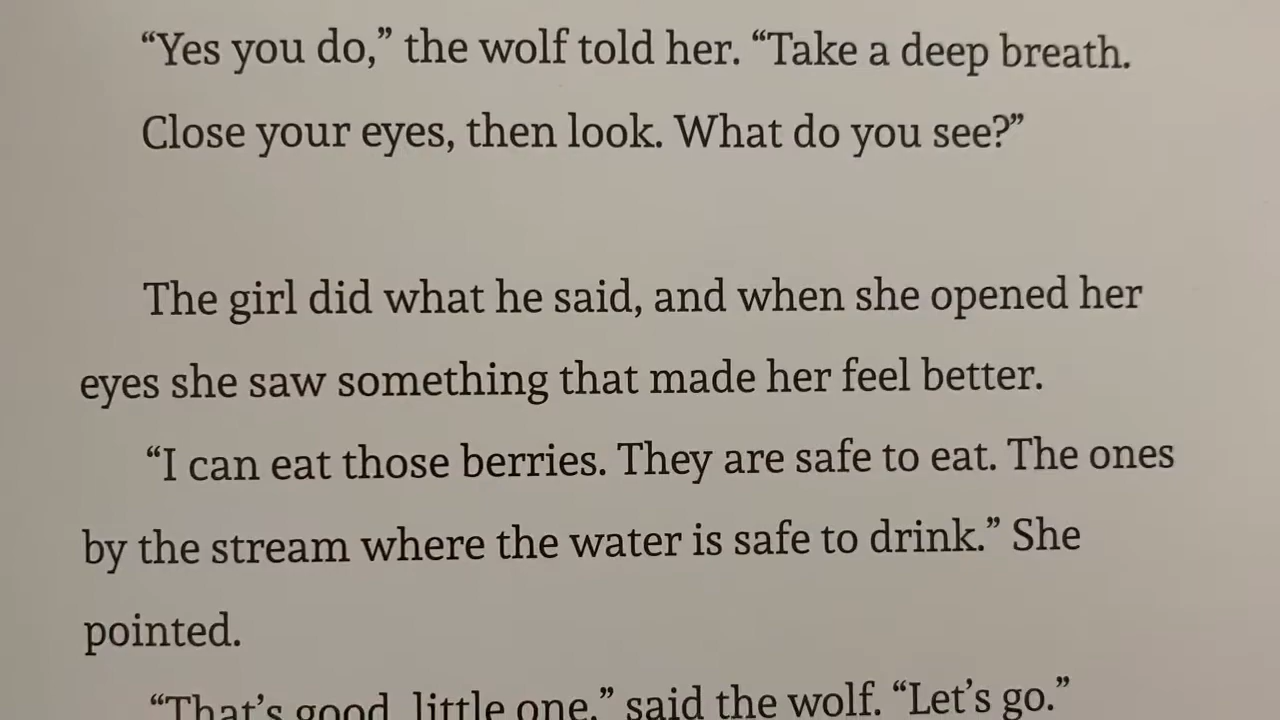 “Yes you do,” the wolf told her. “Take a deep breath.
Close your eyes, then look. What do you see?”
The girl did what he said, and when she opened her
eyes she saw something that made her feel better.
“I can eat those berries. They are safe to eat. The ones
by the stream where the water is safe to drink.” She
pointed.
“That’s good, little one,” said the wolf. “Let’s go.”